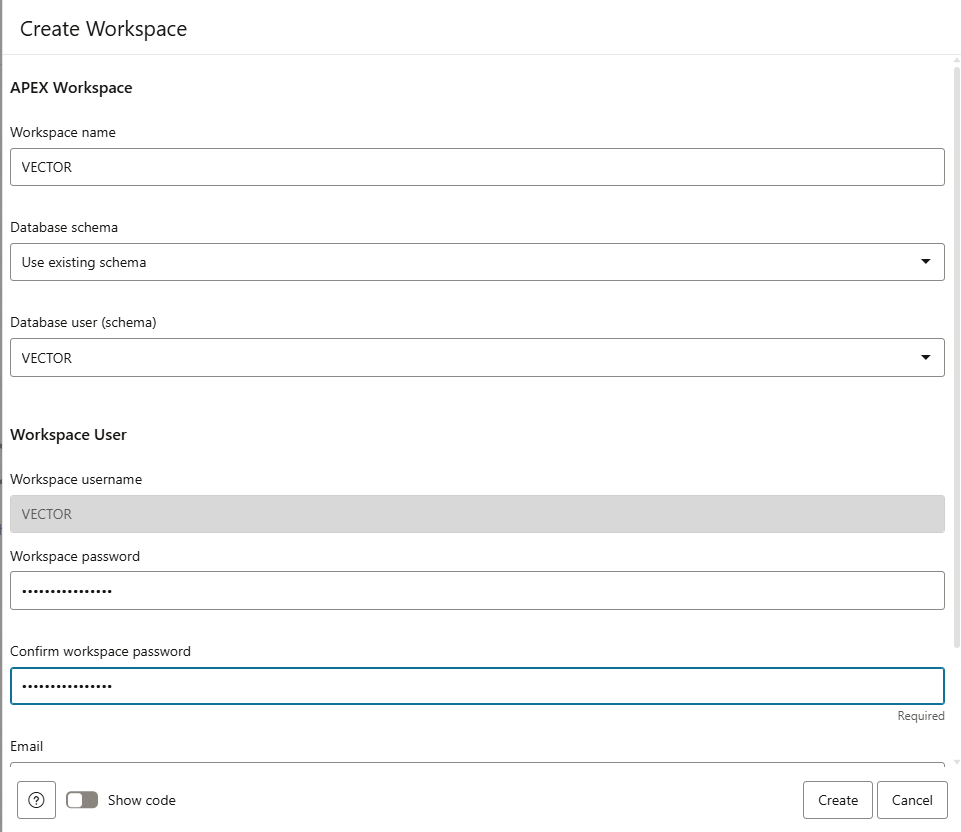 Create Workspace
APEX Workspace
Workspace name
VECTOR
Database schema
Use existing schema
Database user (schema)
VECTOR
Workspace User
Workspace username
VECTOR
Workspace password
••••••••••••••••
Confirm workspace password
••••••••••••••••
Required
Email
Show code
Create
Cancel